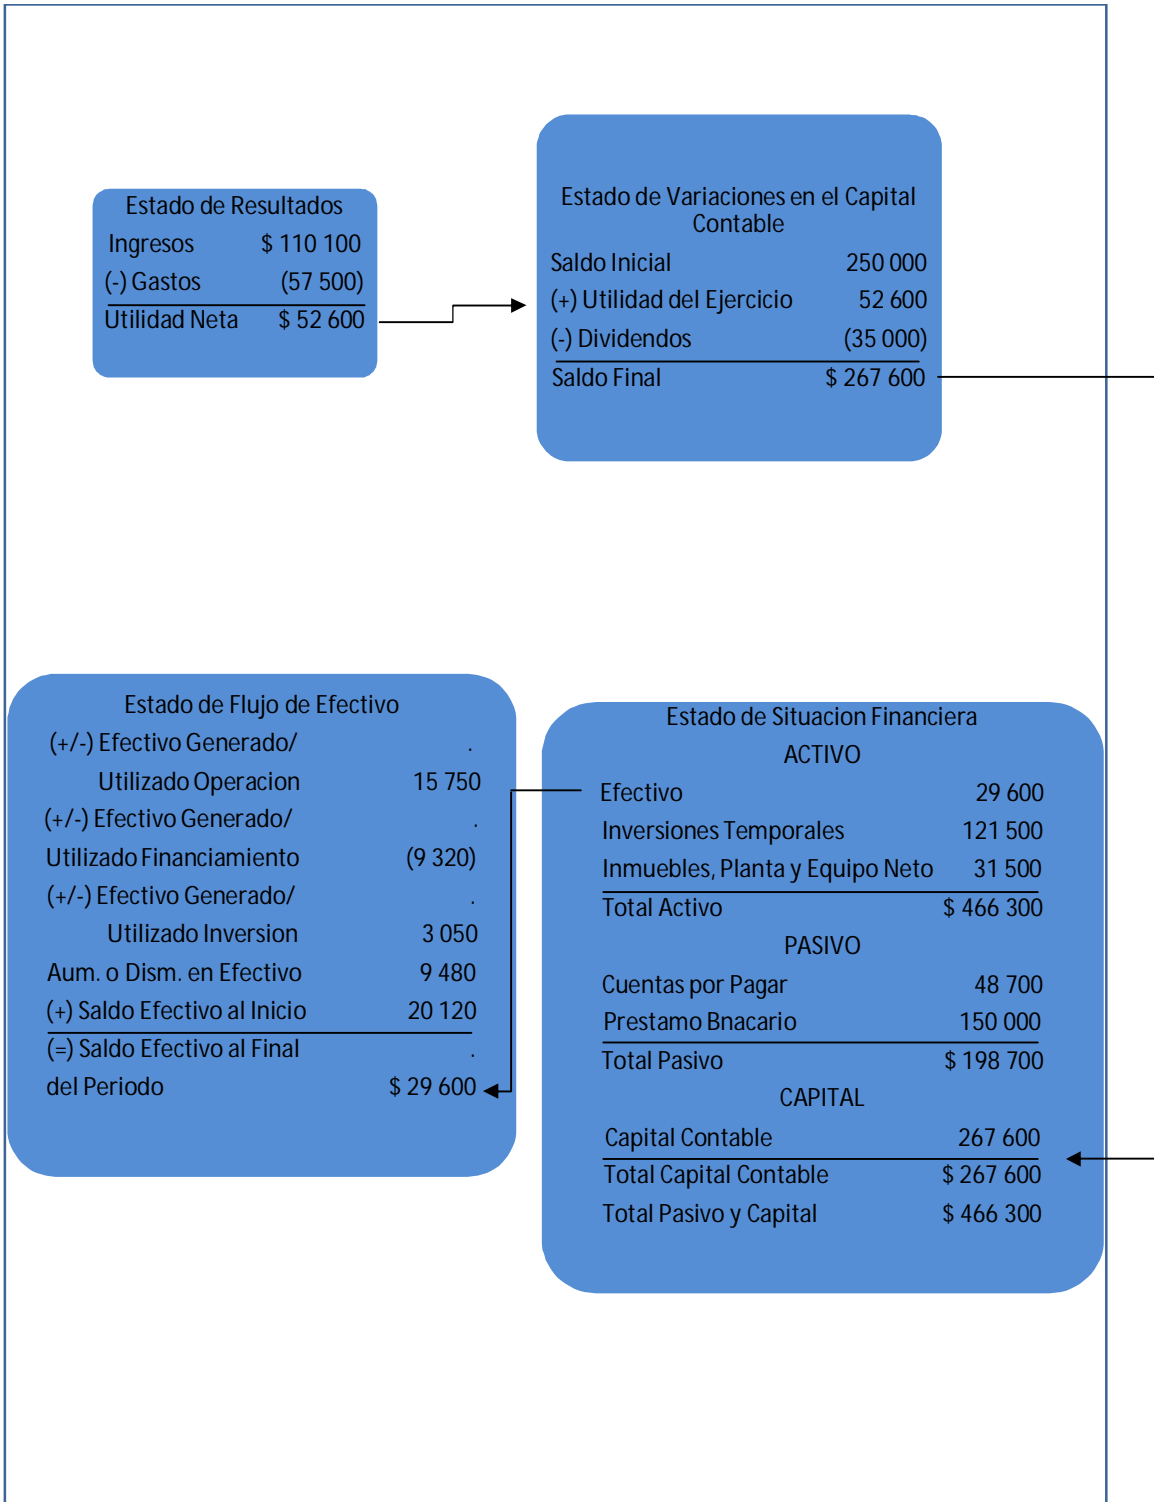 Estado de Resultados
Ingresos $ 110 100
(-) Gastos (57 500)
Utilidad Neta $ 52 600
Estado de Variaciones en el Capital
Contable
Saldo Inicial 250 000
(+) Utilidad del Ejercicio 52 600
(-) Dividendos (35 000)
Saldo Final $ 267 600
Estado de Flujo de Efectivo
(+/-) Efectivo Generado/ .
Utilizado Operacion 15 750
(+/-) Efectivo Generado/ .
Utilizado Financiamiento (9 320)
(+/-) Efectivo Generado/ .
Utilizado Inversion 3 050
Aum. o Dism. en Efectivo 9 480
(+) Saldo Efectivo al Inicio 20 120
(=) Saldo Efectivo al Final .
del Periodo $ 29 600
Estado de Situacion Financiera
ACTIVO
Efectivo 29 600
Inversiones Temporales 121 500
Inmuebles, Planta y Equipo Neto 31 500
Total Activo $ 466 300
PASIVO
Cuentas por Pagar 48 700
Prestamo Bnacario 150 000
Total Pasivo $ 198 700
CAPITAL
Capital Contable 267 600
Total Capital Contable $ 267 600
Total Pasivo y Capital $ 466 300